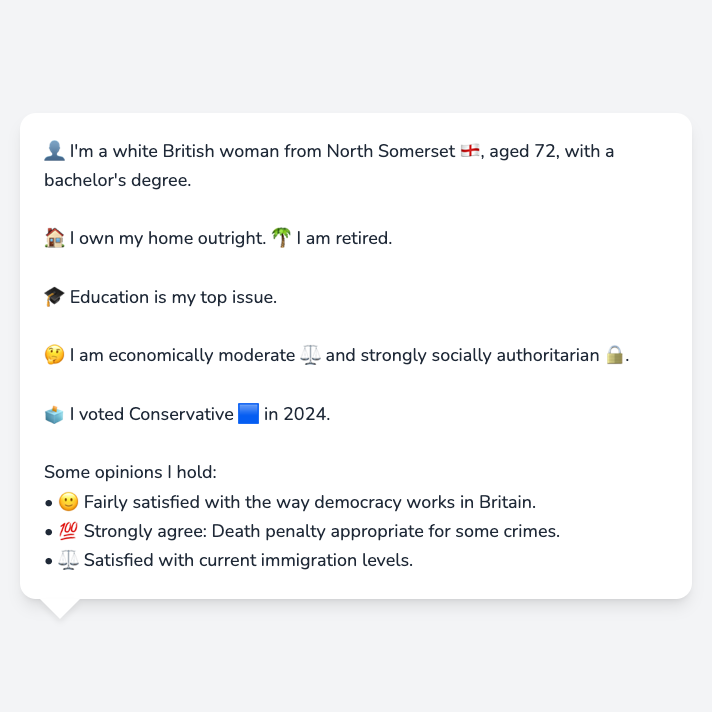 👤 I'm a white British woman from North Somerset 🏴󠁧󠁢󠁥󠁮󠁧󠁿, aged 72, with a
bachelor's degree.
🏠 I own my home outright. 🌴 I am retired.
🎓 Education is my top issue.
🤔 I am economically moderate ⚖️ and strongly socially authoritarian 🔒.
🗳️ I voted Conservative 🟦 in 2024.
Some opinions I hold:
• 🙂 Fairly satisfied with the way democracy works in Britain.
• 💯 Strongly agree: Death penalty appropriate for some crimes.
• ⚖️ Satisfied with current immigration levels.